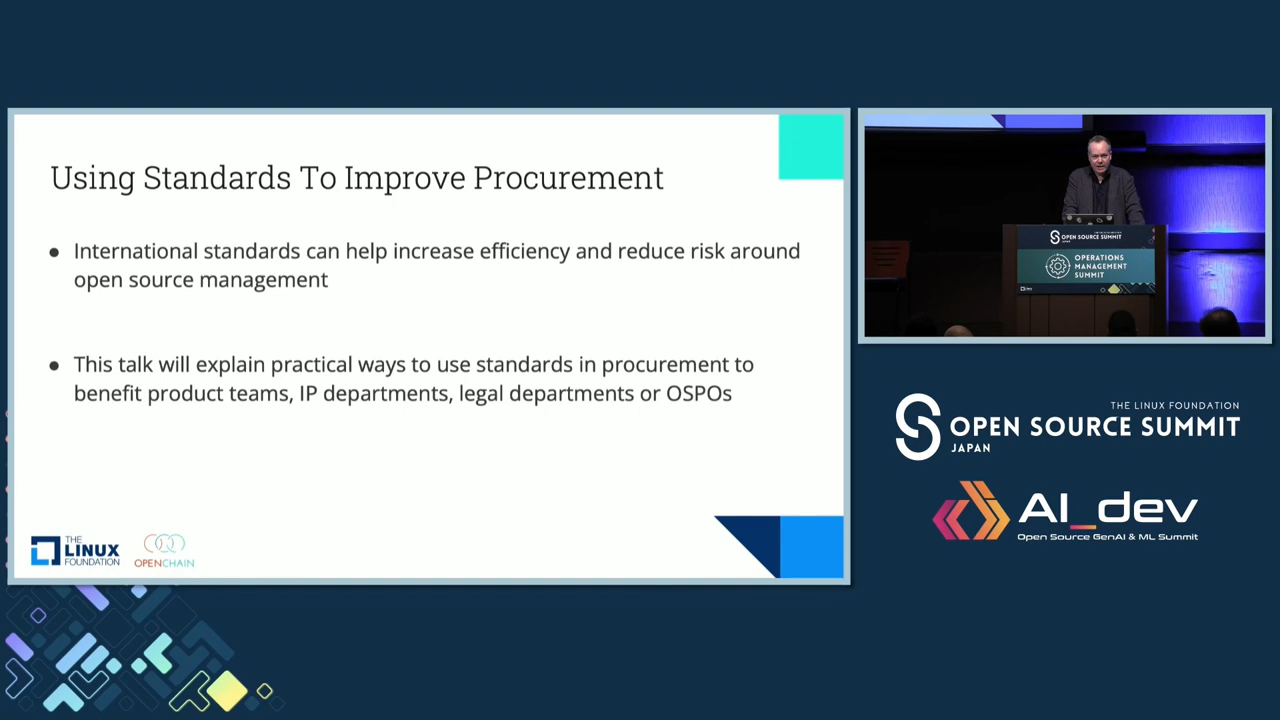 Using Standards To Improve Procurement
● International standards can help increase efficiency and reduce risk around
open source management
● This talk will explain practical ways to use standards in procurement to
benefit product teams, IP departments, legal departments or OSPOs
THE
LINUX
FOUNDATION
OPENCHAIN
OPEN SOURCE SUMMIT
OPERATIONS
MANAGEMENT
SUMMIT
THE LINUX FOUNDATION
OPEN SOURCE SUMMIT
JAPAN
AI_dev
Open Source GenAI & ML Summit